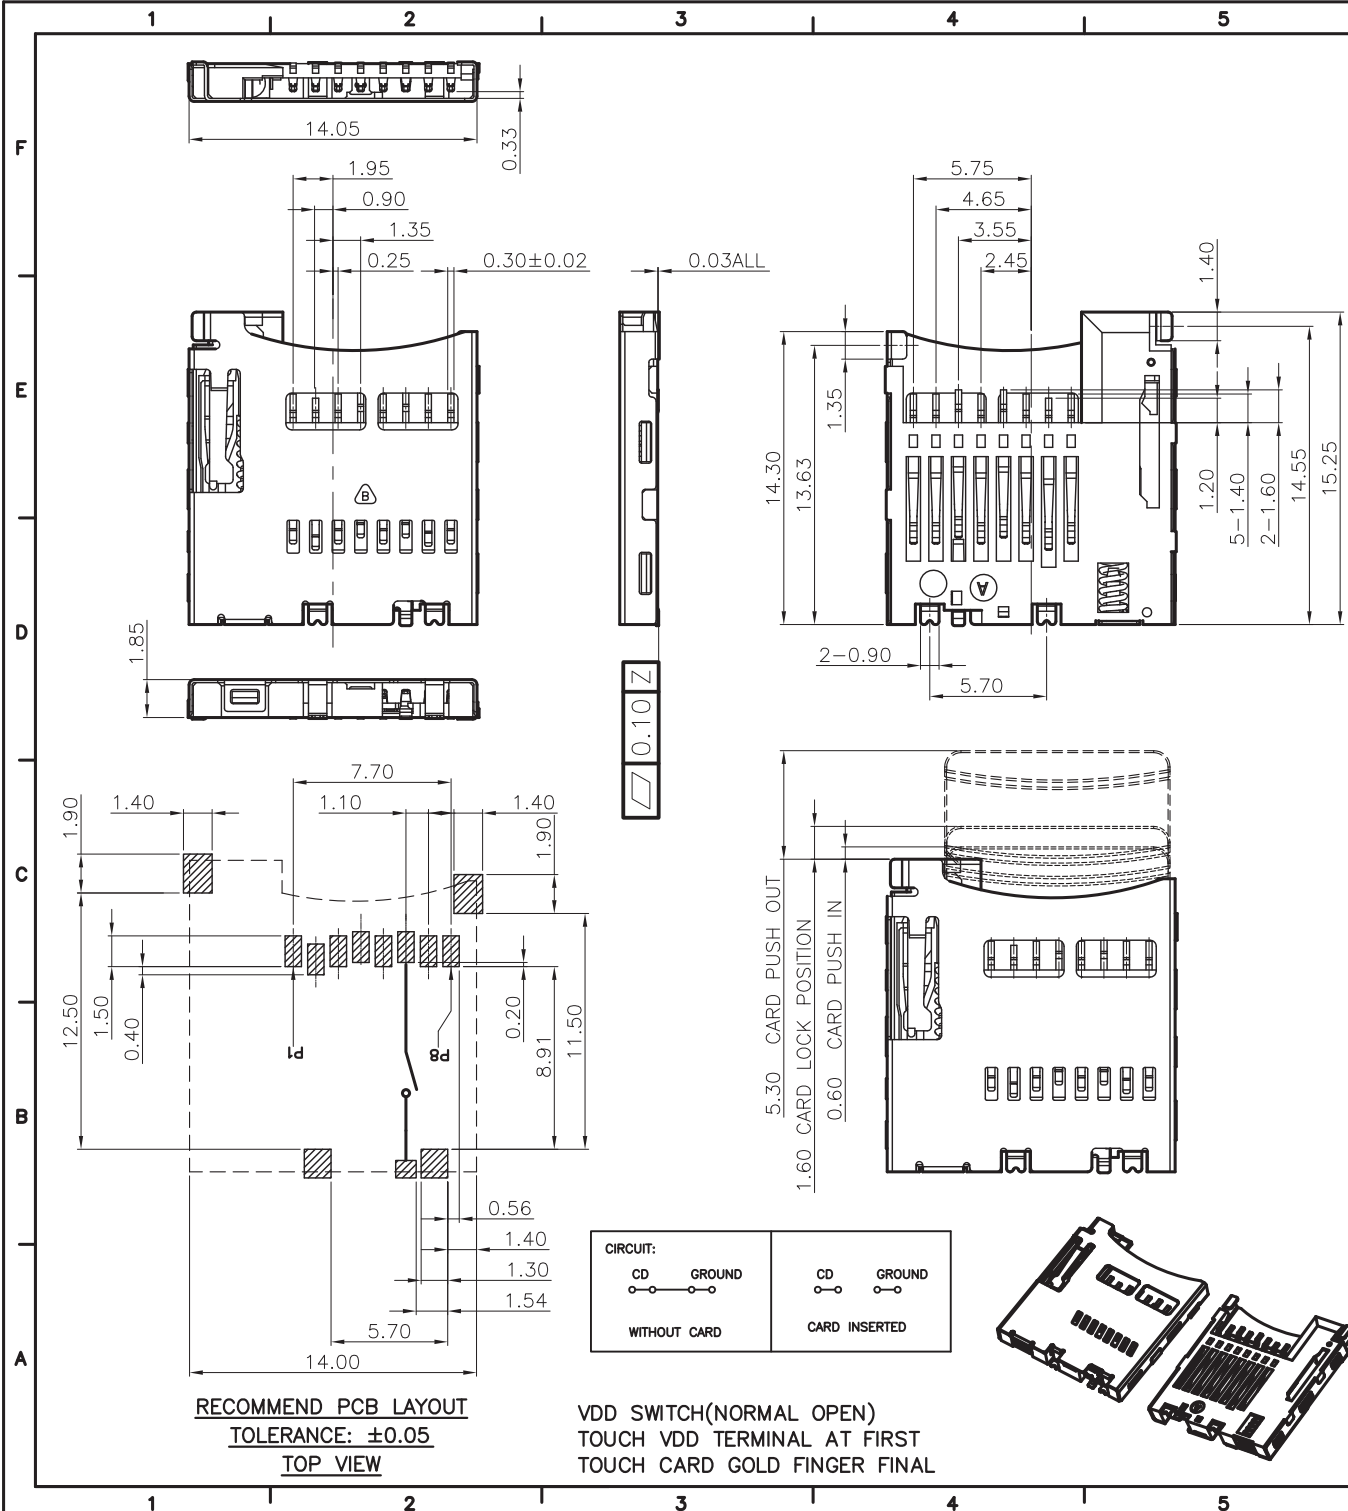 1 2 3 4 5
F
14.05
0.33
1.95
0.90
1.35
0.25
0.30±0.02
0.03ALL
5.75
4.65
3.55
2.45
1.40
E
B
1.35
14.30
13.63
1.20
5-1.40
2-1.60
14.55
15.25
A
D
1.85
2-0.90
5.70
0.10 Z
C
7.70
1.40
1.10
1.40
1.90
1.90
12.50
1.50
0.40
P1
P8
0.20
8.91
11.50
5.30 CARD PUSH OUT
1.60 CARD LOCK POSITION
0.60 CARD PUSH IN
B
0.56
1.40
1.30
1.54
5.70
14.00
CIRCUIT:
CD GROUND
WITHOUT CARD
CD GROUND
CARD INSERTED
A
RECOMMEND PCB LAYOUT
TOLERANCE: ±0.05
TOP VIEW
VDD SWITCH(NORMAL OPEN)
TOUCH VDD TERMINAL AT FIRST
TOUCH CARD GOLD FINGER FINAL
1 2 3 4 5